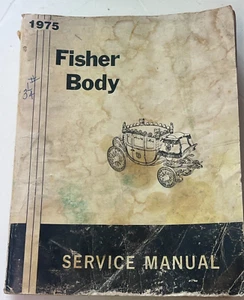 1975
Fisher
Body
SERVICE MANUAL